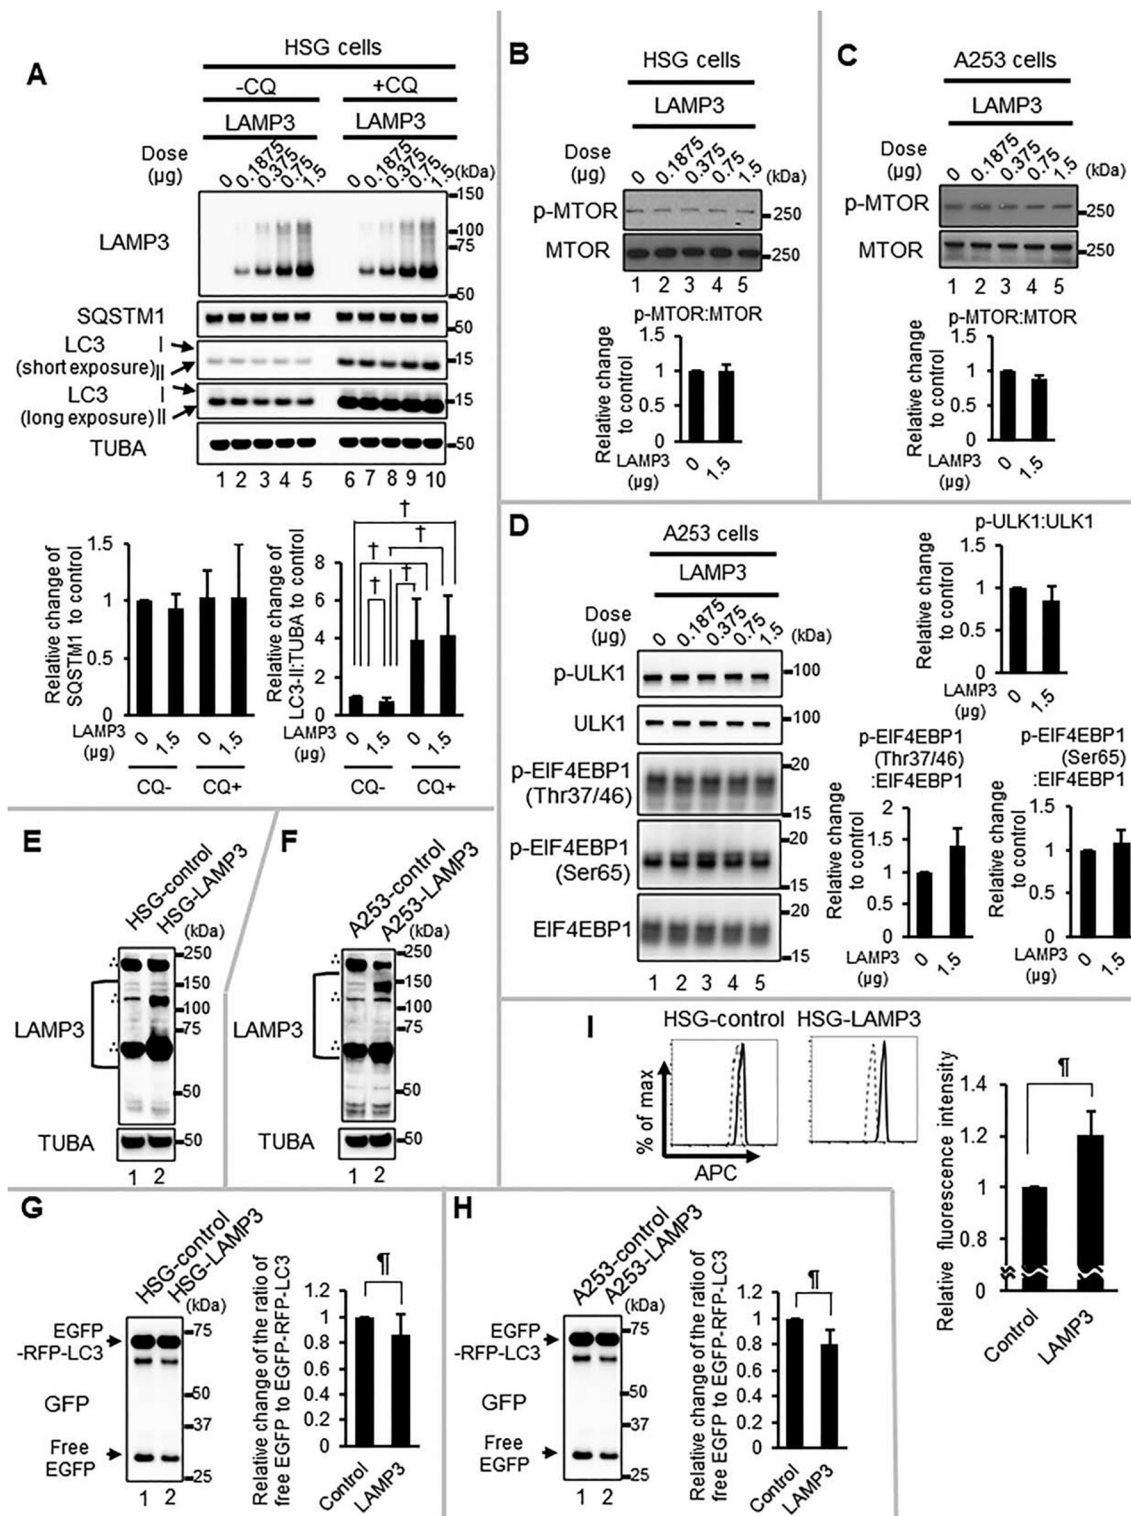 A
HSG cells
-CQ +CQ
LAMP3 LAMP3
Dose (µg) 0 0.1875 0.375 0.75 1.5 0 0.1875 0.375 0.75 1.5 (kDa)
150
LAMP3
100
75
50
SQSTM1
50
LC3 I
(short exposure) II
15
LC3 I
(long exposure) II
15
TUBA
50
1 2 3 4 5 6 7 8 9 10
Relative change of
SQSTM1 to control
1.5
1
0.5
0
LAMP3
(µg)
0 1.5 0 1.5
CQ- CQ+
Relative change of
LC3-II:TUBA to control
8
6
4
2
0
† † † † †
LAMP3
(µg)
0 1.5 0 1.5
CQ- CQ+
B
HSG cells
LAMP3
Dose (µg) 0 0.1875 0.375 0.75 1.5 (kDa)
p-MTOR
250
MTOR
250
1 2 3 4 5
p-MTOR:MTOR
Relative change
to control
1.5
1
0.5
0
LAMP3
(µg)
0 1.5
C
A253 cells
LAMP3
Dose (µg) 0 0.1875 0.375 0.75 1.5 (kDa)
p-MTOR
250
MTOR
250
1 2 3 4 5
p-MTOR:MTOR
Relative change
to control
1.5
1
0.5
0
LAMP3
(µg)
0 1.5
D
A253 cells
LAMP3
Dose
(µg)
0 0.1875 0.375 0.75 1.5 (kDa)
p-ULK1
100
ULK1
100
p-EIF4EBP1
(Thr37/46)
20
15
p-EIF4EBP1
(Ser65)
20
15
EIF4EBP1
20
15
1 2 3 4 5
p-ULK1:ULK1
Relative change
to control
1.5
1
0.5
0
LAMP3
(µg)
0 1.5
p-EIF4EBP1
(Thr37/46)
:EIF4EBP1
Relative change
to control
2
1.5
1
0.5
0
LAMP3
(µg)
0 1.5
p-EIF4EBP1
(Ser65)
:EIF4EBP1
Relative change
to control
1.5
1
0.5
0
LAMP3
(µg)
0 1.5
E
HSG-control
HSG-LAMP3
(kDa)
250
150
100
75
50
LAMP3
TUBA
50
1 2
F
A253-control
A253-LAMP3
(kDa)
250
150
100
75
50
LAMP3
TUBA
50
1 2
G
HSG-control
HSG-LAMP3
(kDa)
EGFP
-RFP-LC3
GFP
Free
EGFP
75
50
37
25
1 2
Relative change of the ratio of
free EGFP to EGFP-RFP-LC3
¶
1.2
1
0.8
0.6
0.4
0.2
0
Control
LAMP3
H
A253-control
A253-LAMP3
(kDa)
EGFP
-RFP-LC3
GFP
Free
EGFP
75
50
37
25
1 2
Relative change of the ratio of
free EGFP to EGFP-RFP-LC3
¶
1.2
1
0.8
0.6
0.4
0.2
0
Control
LAMP3
I
HSG-control HSG-LAMP3
% of max
APC
Relative fluorescence intensity
¶
1.4
1.2
1
0.8
0
Control
LAMP3